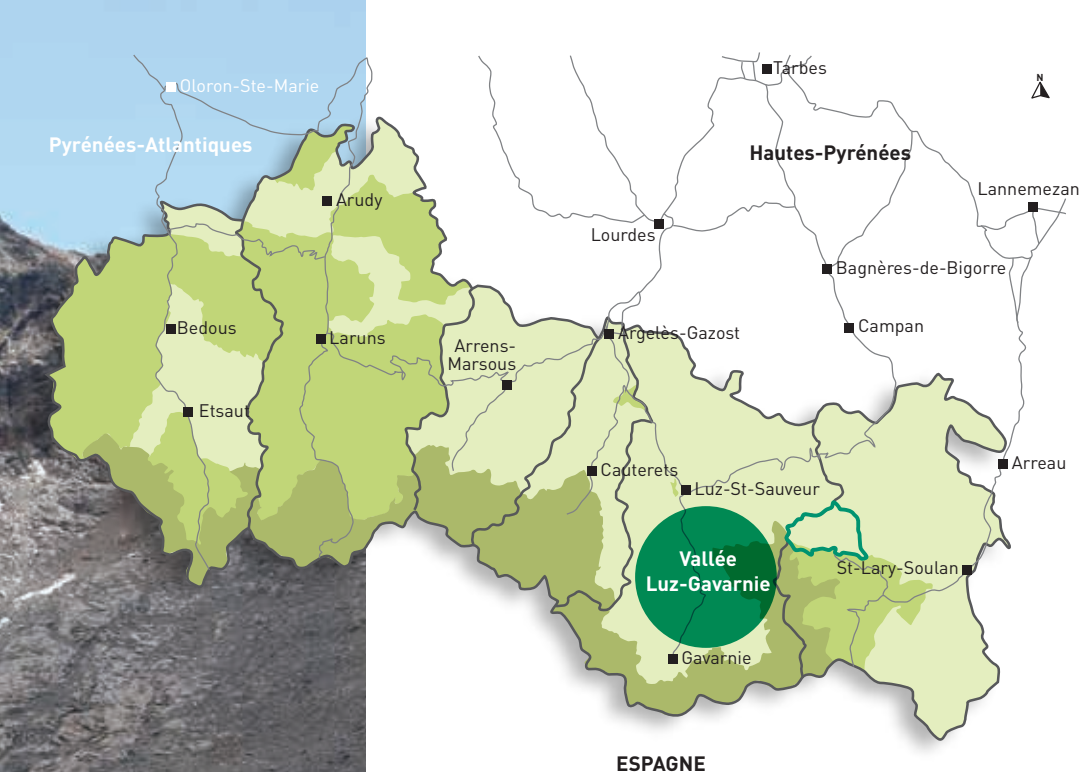 Tarbes
N
Oloron-Ste-Marie
Pyrénées-Atlantiques
Hautes-Pyrénées
Lannemezan
Arudy
Lourdes
Bagnères-de-Bigorre
Bedous
Laruns
Argelès-Gazost
Campan
Arrens-
Marsous
Etsaut
Cauterets
Arreau
Luz-St-Sauveur
Vallée
Luz-Gavarnie
St-Lary-Soulan
Gavarnie
ESPAGNE